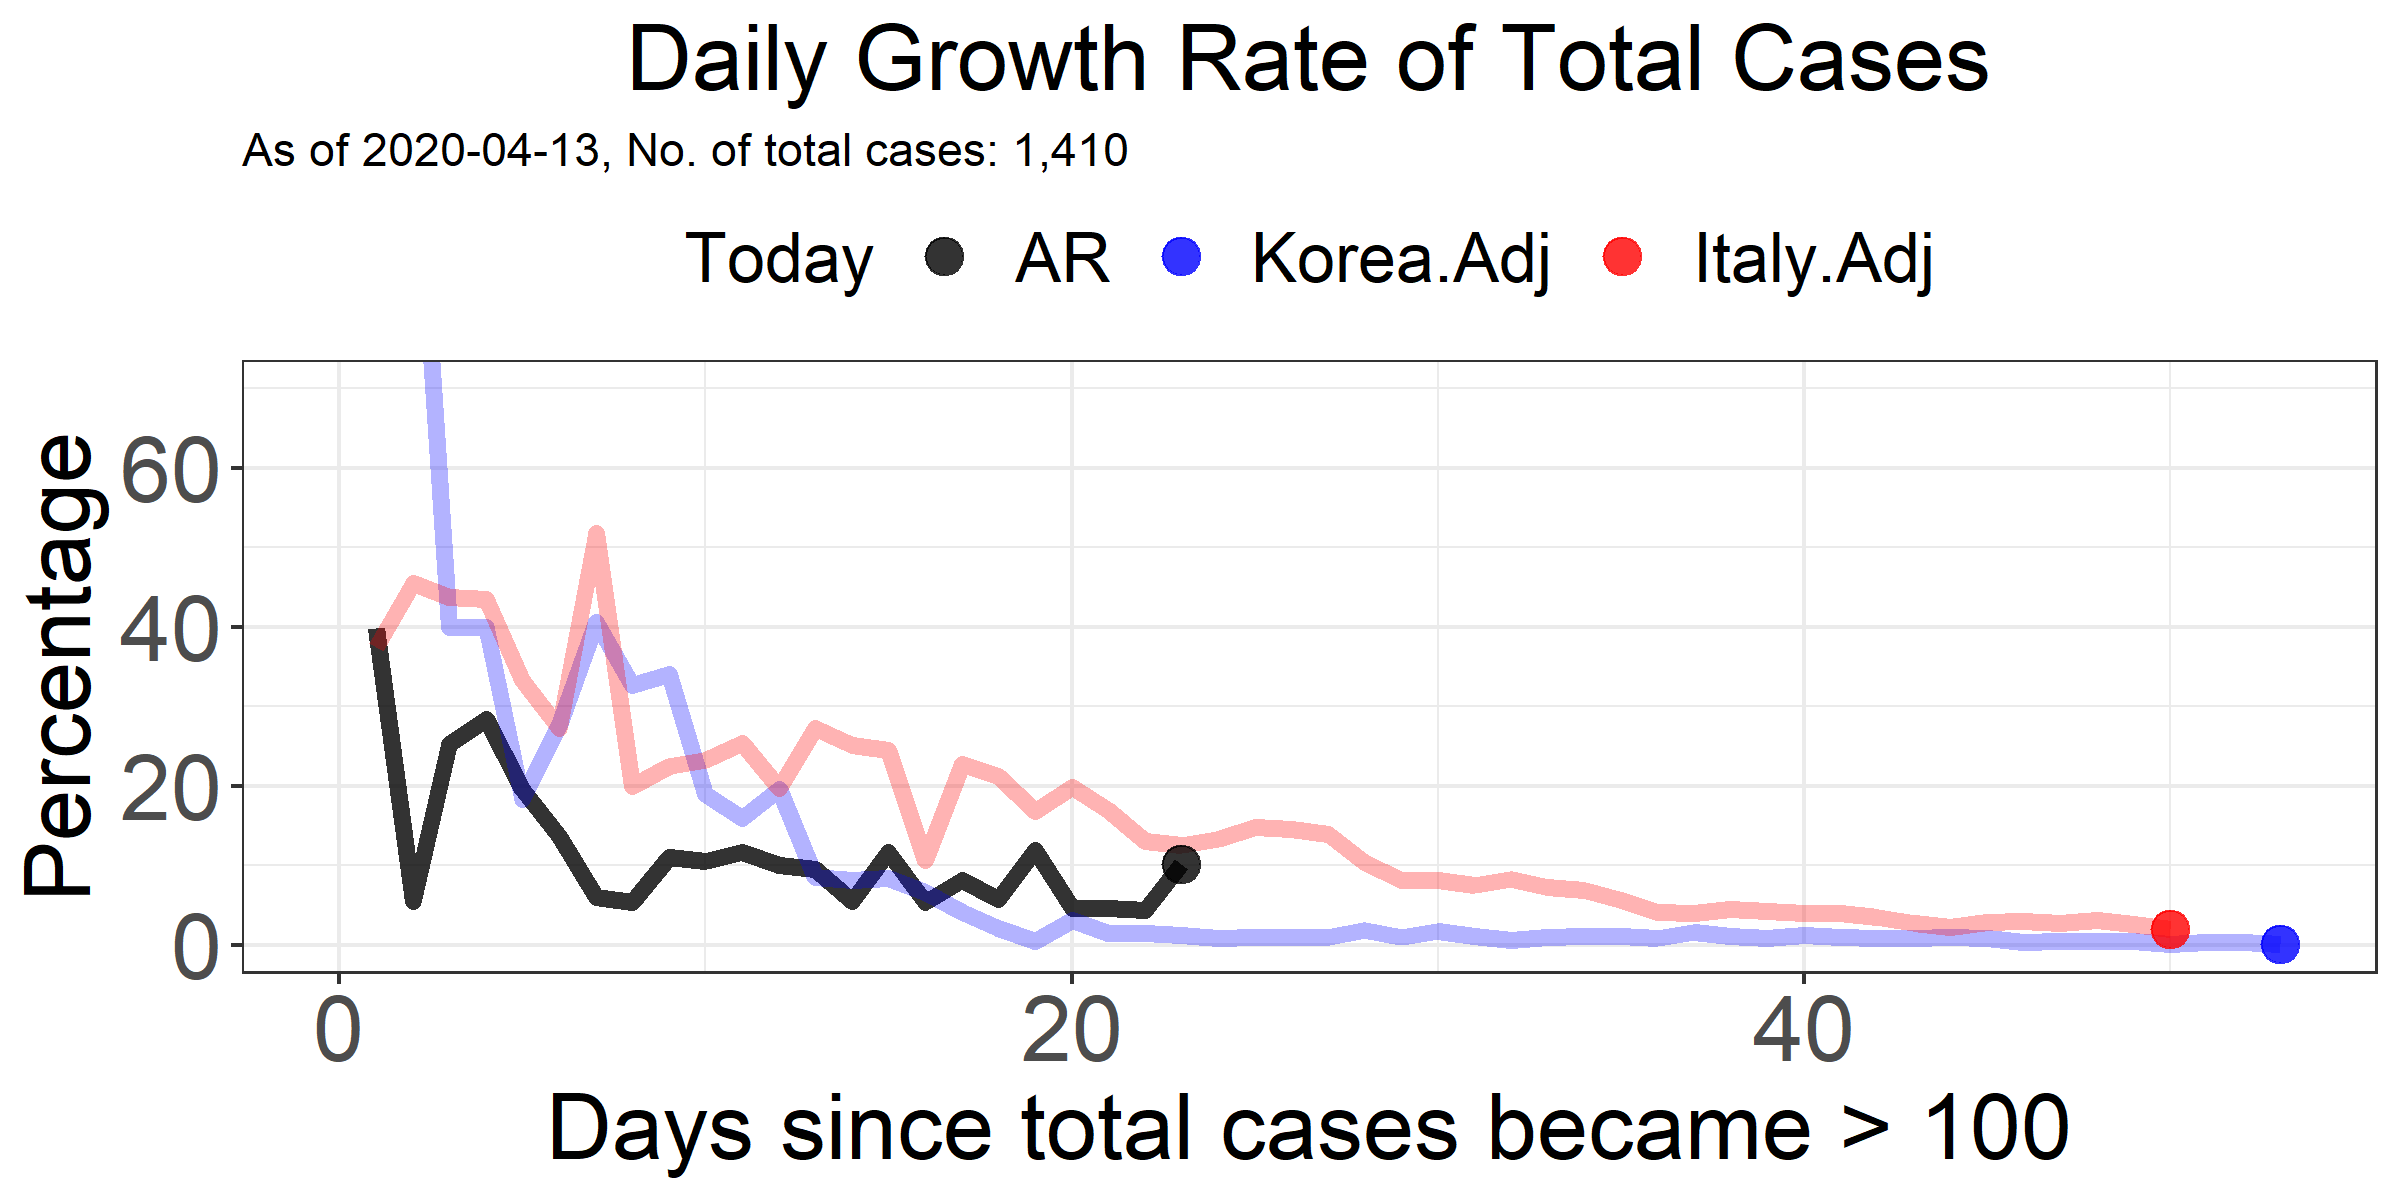 Daily Growth Rate of Total Cases
As of 2020-04-13, No. of total cases: 1,410
Today AR Korea.Adj Italy.Adj
Percentage
60
40
20
0
0 20 40
Days since total cases became > 100